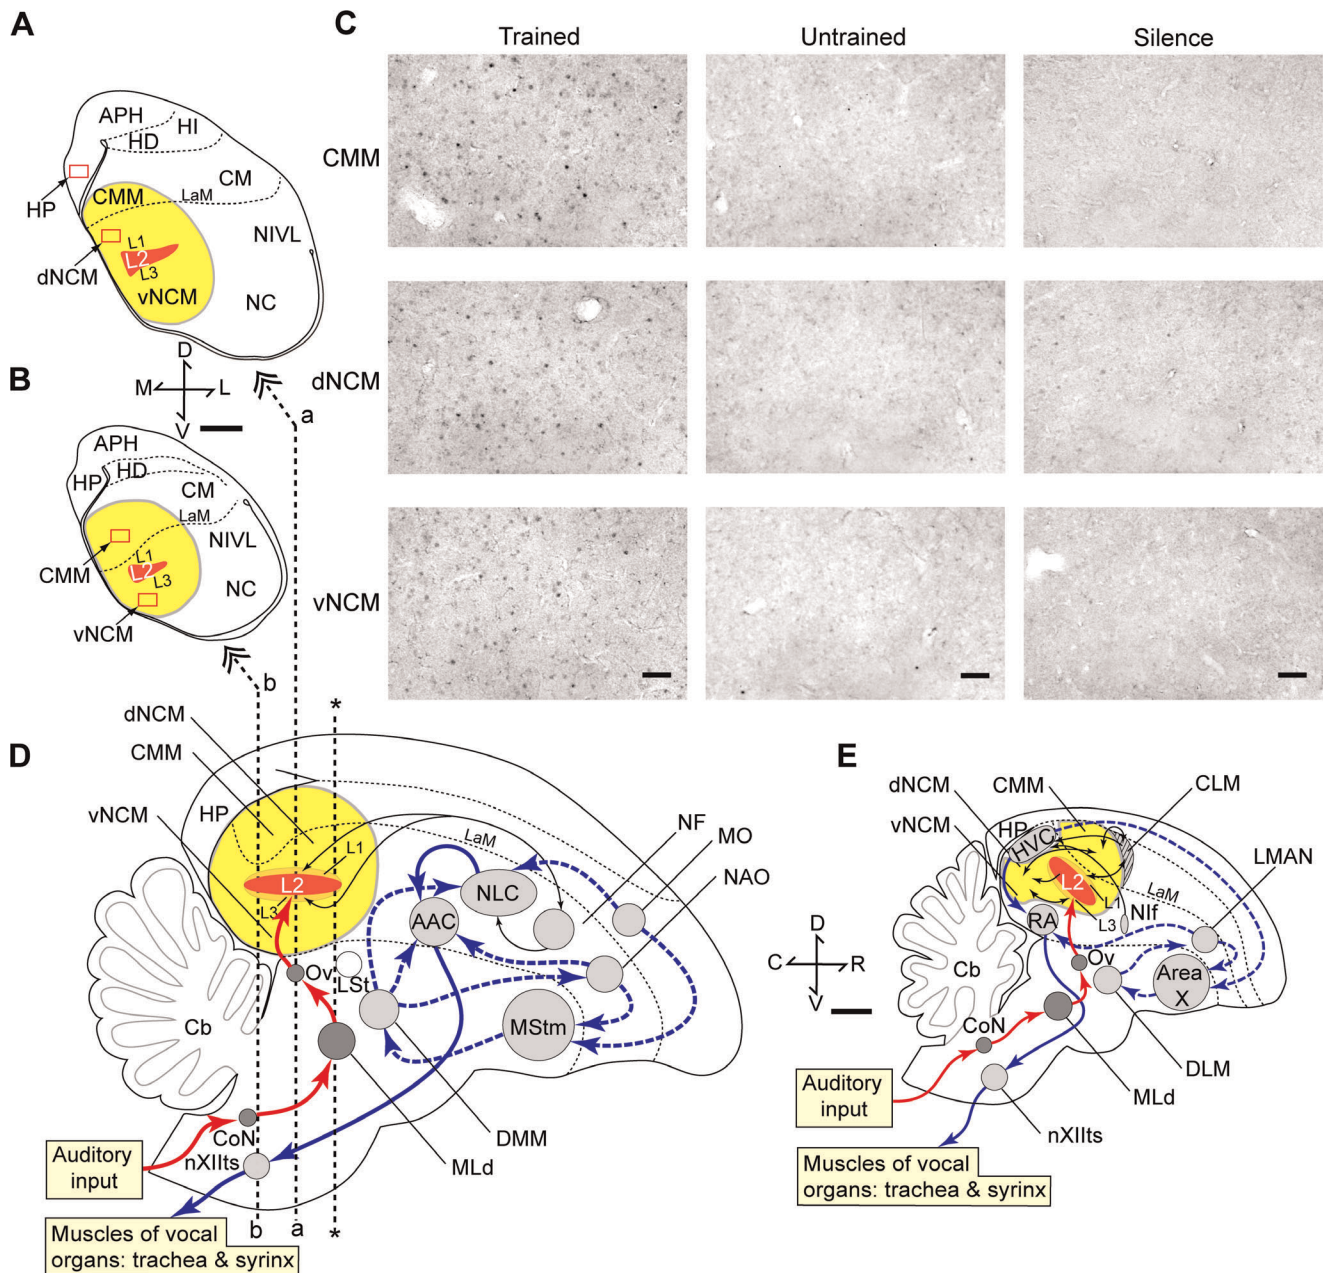 A
APH
HI
HD
CM
CMM
LaM
HP
L1
NIVL
L2
dNCM
L3
vNCM
NC
B
D
M
L
V
a
APH
HP
HD
CM
LaM
NIVL
L1
L2
L3
CMM
NC
vNCM
b
C
Trained
Untrained
Silence
CMM
dNCM
vNCM
D
dNCM
CMM
vNCM
*
HP
LaM
L1
L2
L3
NF
MO
NAO
NLC
AAC
Ov
LSt
MStm
Cb
CoN
DMM
MLd
nXIIts
Auditory
input
Muscles of vocal
organs: trachea & syrinx
b
a
*
E
dNCM
CMM
CLM
vNCM
HP
HVC
LMAN
L2
LaM
L1
NIf
L3
RA
Ov
Area
X
Cb
CoN
DLM
MLd
nXIIts
D
C
R
V
Auditory
input
Muscles of vocal
organs: trachea & syrinx